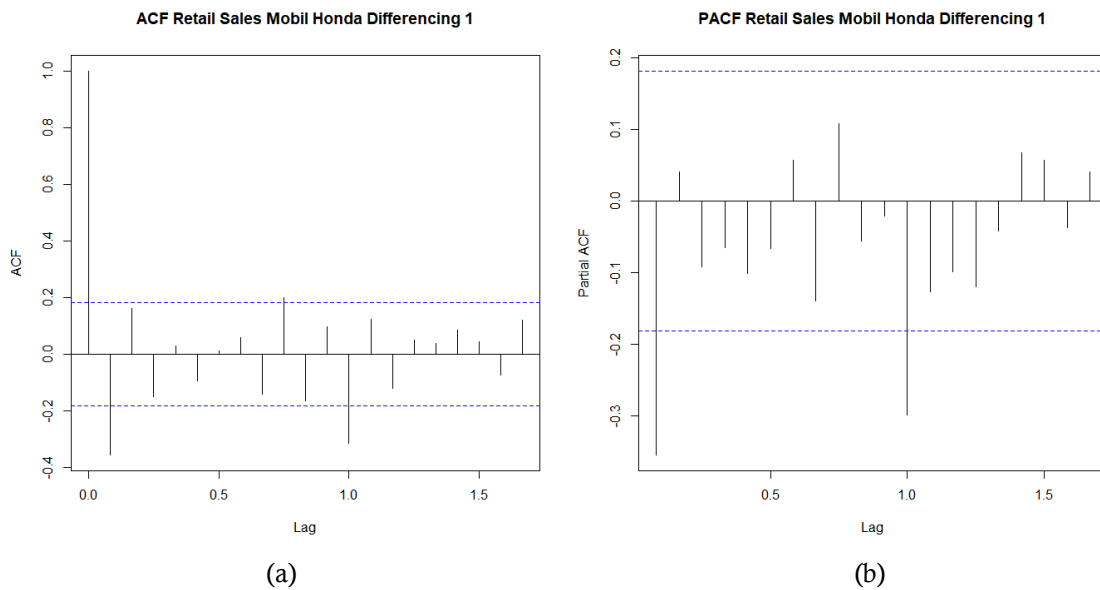 ACF Retail Sales Mobil Honda Differencing 1
1.0
0.8
0.6
0.4
0.2
0.0
-0.2
-0.4
ACF
0.0 0.5 1.0 1.5
Lag
(a)
PACF Retail Sales Mobil Honda Differencing 1
0.2
0.1
0.0
-0.1
-0.2
-0.3
Partial ACF
0.5 1.0 1.5
Lag
(b)